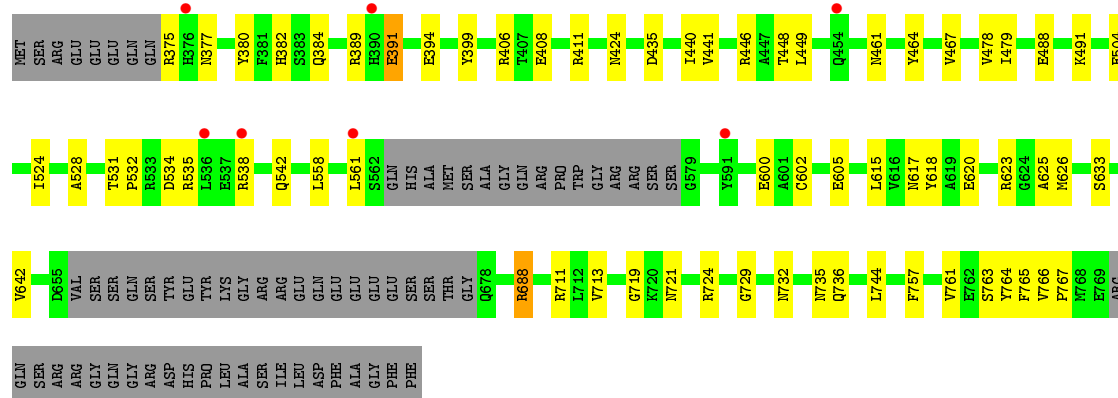 MET SER ARG GLU GLU GLU GLN GLN R375 H376 N377 Y380 F381 H382 S383 Q384 R389 H390 E391 E394 Y399 R406 T407 E408 R411 N424 D435 I440 V441 R446 A447 T448 L449 Q454 N461 Y464 V467 V478 I479 E488 K491
I524 A528 T531 P532 R533 D534 R535 L536 E537 R538 Q542 L558 L561 S562 GLN HIS ALA MET SER ALA GLY GLN ARG PRO TRP GLY ARG ARG SER SER G579 Y591 E600 A601 C602 E605 L615 V616 N617 Y618 A619 E620 R623 G624 A625 M626 S633
V642 D655 VAL SER SER GLN SER TYR HIS GLU TYR LYS GLY ARG ARG GLU GLN GLU GLU GLU GLU SER SER THR GLY Q678 R688 R711 L712 V713 G719 K720 N721 R724 G729 N732 N735 Q736 L744 F757 V761 E762 S763 Y764 F765 V766 P767 M768 E769 ARG
GLN SER ARG ARG GLY GLN GLY ARG ASP HIS PRO LEU ALA SER ILE LEU ASP PHE ALA GLY PHE PHE